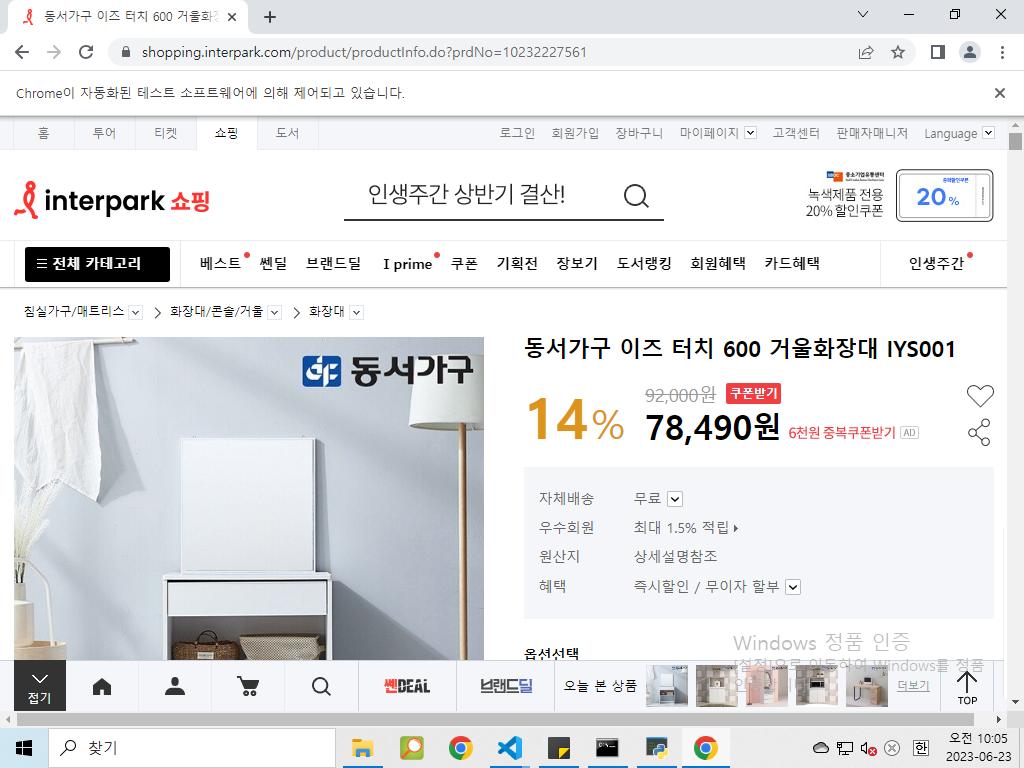 동서가구 이즈 터치 600 거울화장
shopping.interpark.com/product/productInfo.do?prdNo=10232227561
Chrome이 자동화된 테스트 소프트웨어에 의해 제어되고 있습니다.
홈 투어 티켓 쇼핑 도서 로그인 회원가입 장바구니 마이페이지 고객센터 판매자매니저 Language
interpark 쇼핑
인생주간 상반기 결산!
중소기업유통센터
녹색제품 전용
20% 할인쿠폰
중복할인쿠폰
20%
전체 카테고리 베스트 쎈딜 브랜드딜 I prime 쿠폰 기획전 장보기 도서랭킹 회원혜택 카드혜택 인생주간
침실가구/매트리스 > 화장대/콘솔/거울 > 화장대
동서가구
동서가구 이즈 터치 600 거울화장대 IYS001
14%
92,000원 쿠폰받기
78,490원 6천원 중복쿠폰받기 AD
자체배송 무료
우수회원 최대 1.5% 적립
원산지 상세설명참조
혜택 즉시할인 / 무이자 할부
옵션선택
Windows 정품 인증
[설정]으로 이동하여 Windows를 정품
접기
쎈DEAL
브랜드딜
오늘 본 상품
더보기
TOP
찾기
한
오전 10:05
2023-06-23